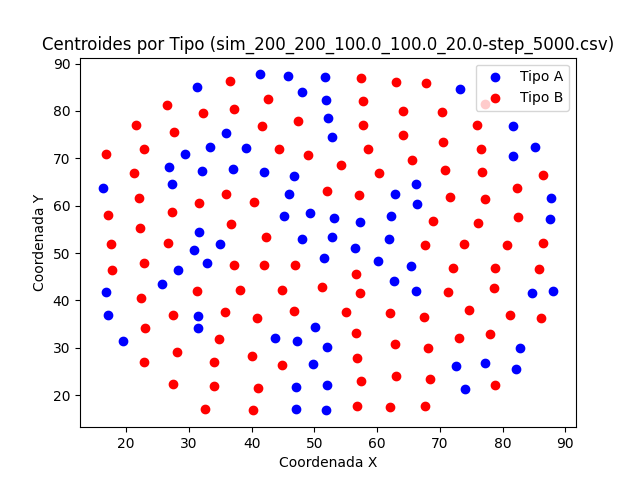 Centroides por Tipo (sim_200_200_100.0_100.0_20.0-step_5000.csv)
Tipo A
Tipo B
90
80
70
60
50
40
30
20
Coordenada Y
20 30 40 50 60 70 80 90
Coordenada X